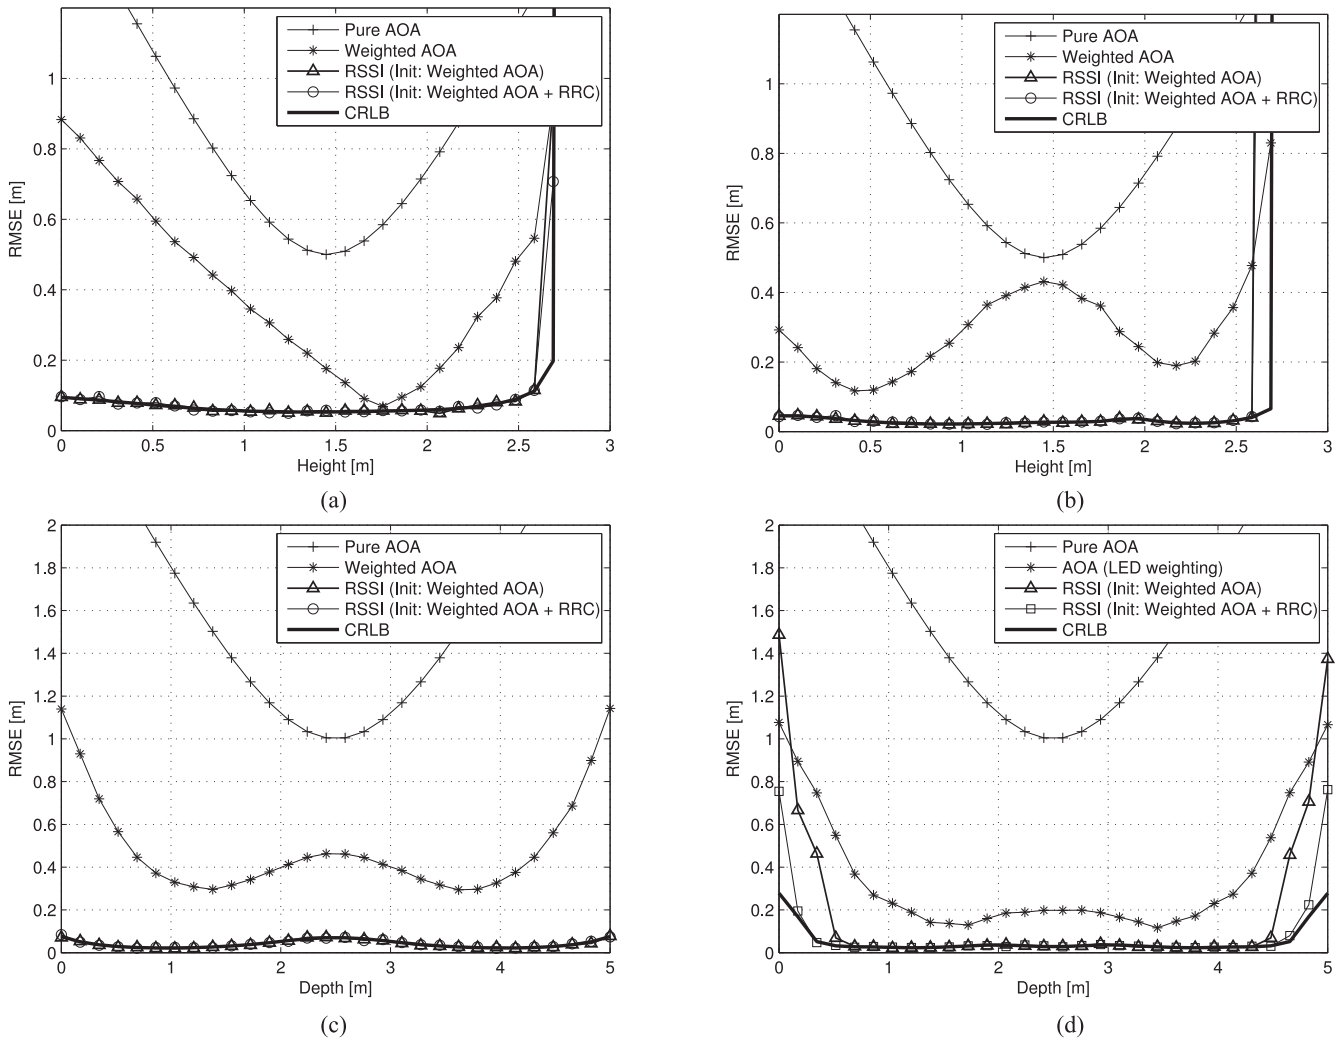 Pure AOA
Weighted AOA
RSSI (Init: Weighted AOA)
RSSI (Init: Weighted AOA + RRC)
CRLB
1
0.8
0.6
0.4
0.2
0
RMSE [m]
0 0.5 1 1.5 2 2.5 3
Height [m]
(a)
Pure AOA
Weighted AOA
RSSI (Init: Weighted AOA)
RSSI (Init: Weighted AOA + RRC)
CRLB
1
0.8
0.6
0.4
0.2
0
RMSE [m]
0 0.5 1 1.5 2 2.5 3
Height [m]
(b)
Pure AOA
Weighted AOA
RSSI (Init: Weighted AOA)
RSSI (Init: Weighted AOA + RRC)
CRLB
2
1.8
1.6
1.4
1.2
1
0.8
0.6
0.4
0.2
0
RMSE [m]
0 1 2 3 4 5
Depth [m]
(c)
Pure AOA
AOA (LED weighting)
RSSI (Init: Weighted AOA)
RSSI (Init: Weighted AOA + RRC)
CRLB
2
1.8
1.6
1.4
1.2
1
0.8
0.6
0.4
0.2
0
RMSE [m]
0 1 2 3 4 5
Depth [m]
(d)